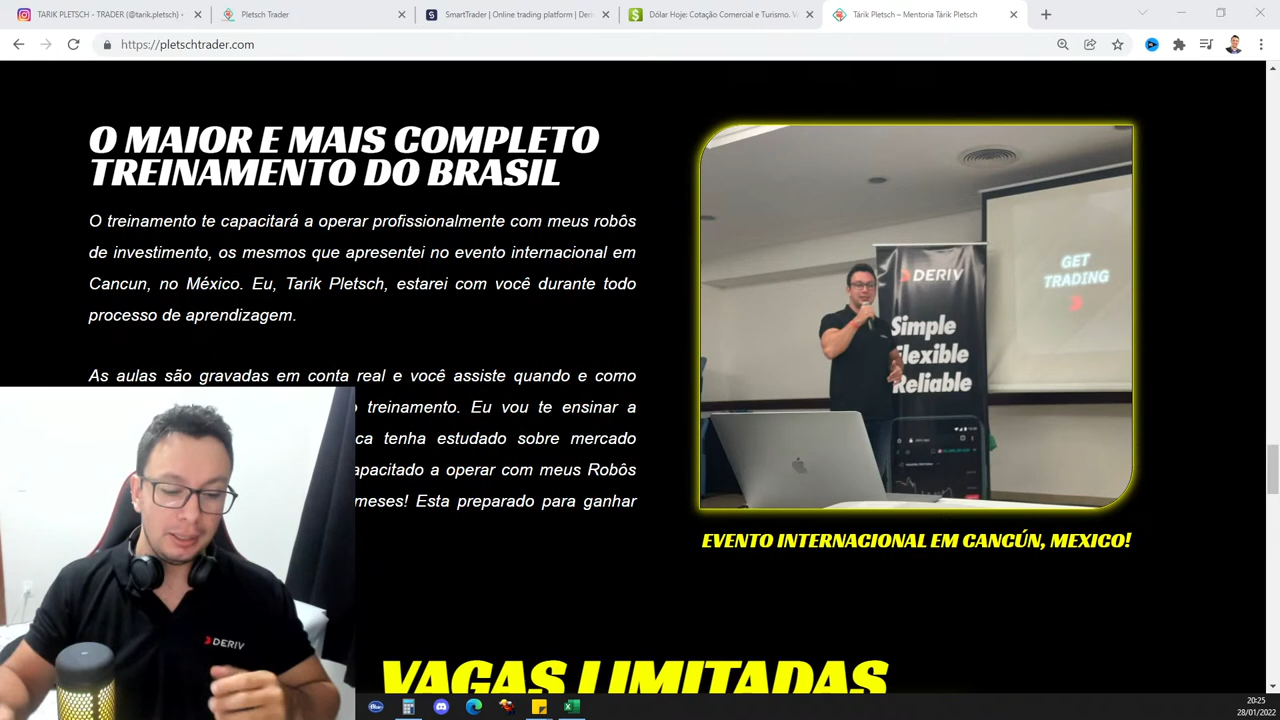 TARIK PLETSCH - TRADER (@tarik.pletsch) •
Pletsch Trader
SmartTrader | Online trading platform | Deri
Dólar Hoje: Cotação Comercial e Turismo. V
Tárik Pletsch – Mentoria Tárik Pletsch
https://pletschtrader.com
O MAIOR E MAIS COMPLETO
TREINAMENTO DO BRASIL
O treinamento te capacitará a operar profissionalmente com meus robôs
de investimento, os mesmos que apresentei no evento internacional em
Cancun, no México. Eu, Tarik Pletsch, estarei com você durante todo
processo de aprendizagem.
As aulas são gravadas em conta real e você assiste quando e como
treinamento. Eu vou te ensinar a
tenha estudado sobre mercado
a operar com meus Robôs
meses! Esta preparado para ganhar
DERIV
Simple
Flexible
Reliable
GET
TRADING
EVENTO INTERNACIONAL EM CANCÚN, MEXICO!
DERIV
VAGAS LIMITADAS
20:25
28/01/2022